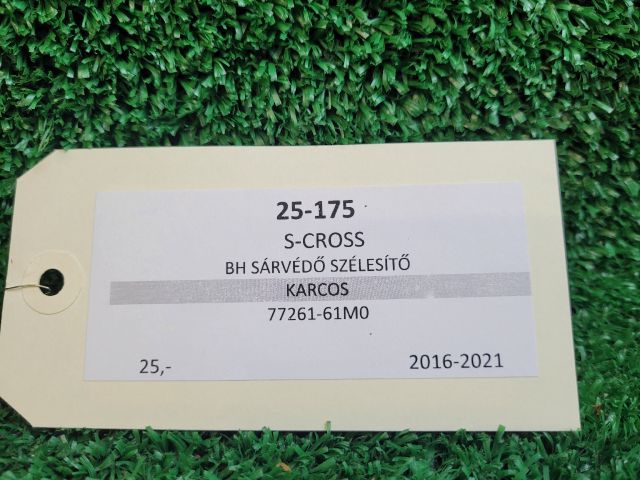 25-175
S-CROSS
BH SÁRVÉDŐ SZÉLESÍTŐ
KARCOS
77261-61M0
25,- 2016-2021